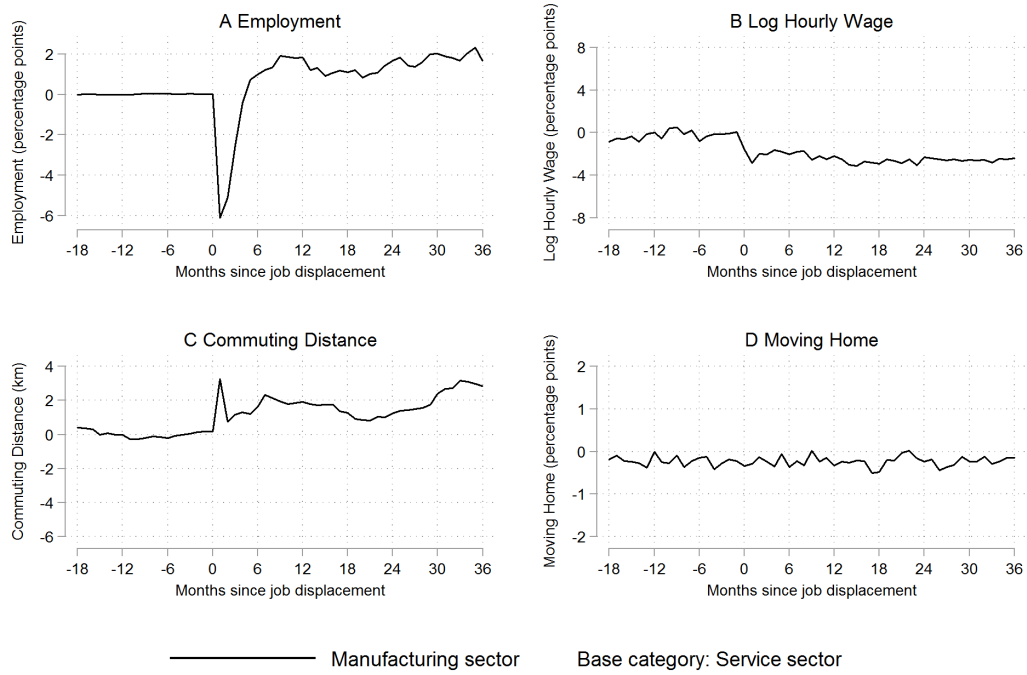 A Employment
Employment (percentage points)
2
0
-2
-4
-6
-18 -12 -6 0 6 12 18 24 30 36
Months since job displacement
B Log Hourly Wage
Log Hourly Wage (percentage points)
8
4
0
-4
-8
-18 -12 -6 0 6 12 18 24 30 36
Months since job displacement
C Commuting Distance
Commuting Distance (km)
4
2
0
-2
-4
-6
-18 -12 -6 0 6 12 18 24 30 36
Months since job displacement
D Moving Home
Moving Home (percentage points)
2
1
0
-1
-2
-18 -12 -6 0 6 12 18 24 30 36
Months since job displacement
Manufacturing sector Base category: Service sector